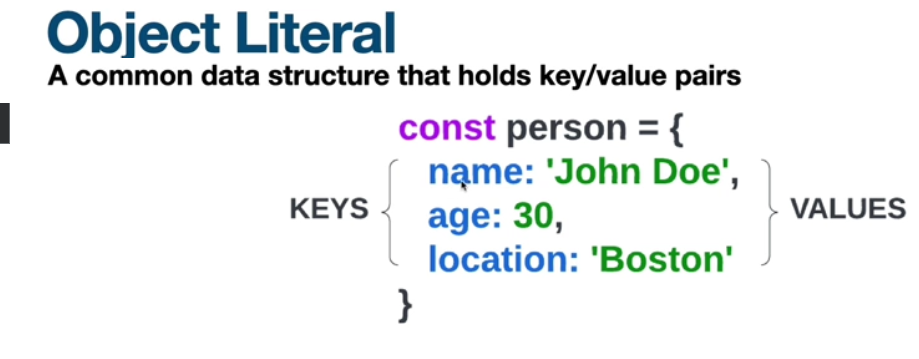 Object Literal
A common data structure that holds key/value pairs
const person = {
name: 'John Doe',
KEYS age: 30, VALUES
location: 'Boston'
}